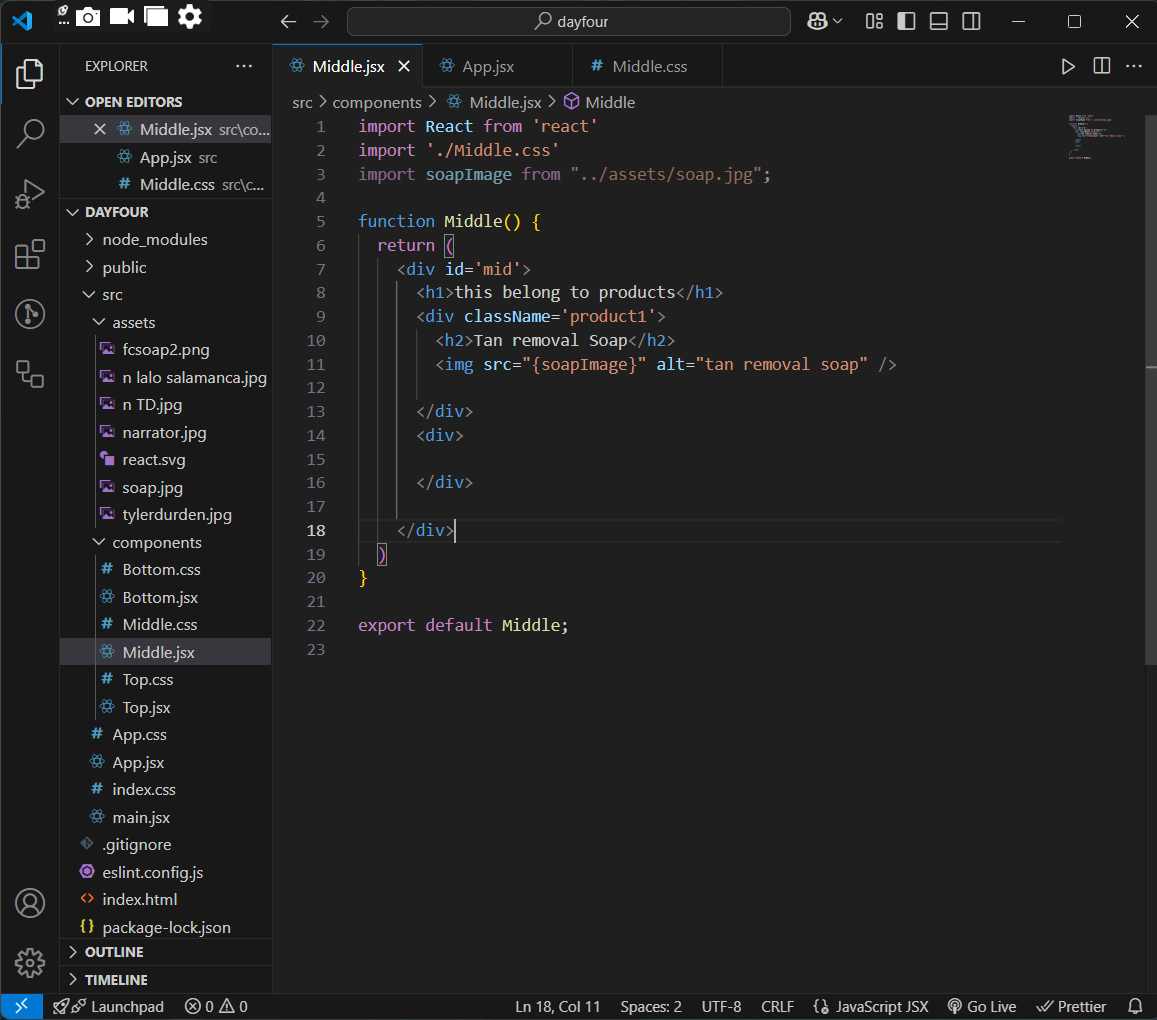 dayfour
EXPLORER
Middle.jsx
App.jsx
Middle.css
OPEN EDITORS
Middle.jsx src\co...
App.jsx src
Middle.css src\c...
DAYFOUR
node_modules
public
src
assets
fcsoap2.png
n lalo salamanca.jpg
n TD.jpg
narrator.jpg
react.svg
soap.jpg
tylerdurden.jpg
components
Bottom.css
Bottom.jsx
Middle.css
Middle.jsx
Top.css
Top.jsx
App.css
App.jsx
index.css
main.jsx
.gitignore
eslint.config.js
index.html
package-lock.json
OUTLINE
TIMELINE
src > components > Middle.jsx > Middle
1 import React from 'react'
2 import './Middle.css'
3 import soapImage from "../assets/soap.jpg";
4
5 function Middle() {
6 return (
7 <div id='mid'>
8 <h1>this belong to products</h1>
9 <div className='product1'>
10 <h2>Tan removal Soap</h2>
11 <img src="{soapImage}" alt="tan removal soap" />
12
13 </div>
14 <div>
15
16 </div>
17
18 </div>
19 )
20 }
21
22 export default Middle;
23
Launchpad 0 0 Ln 18, Col 11 Spaces: 2 UTF-8 CRLF {} JavaScript JSX Go Live Prettier